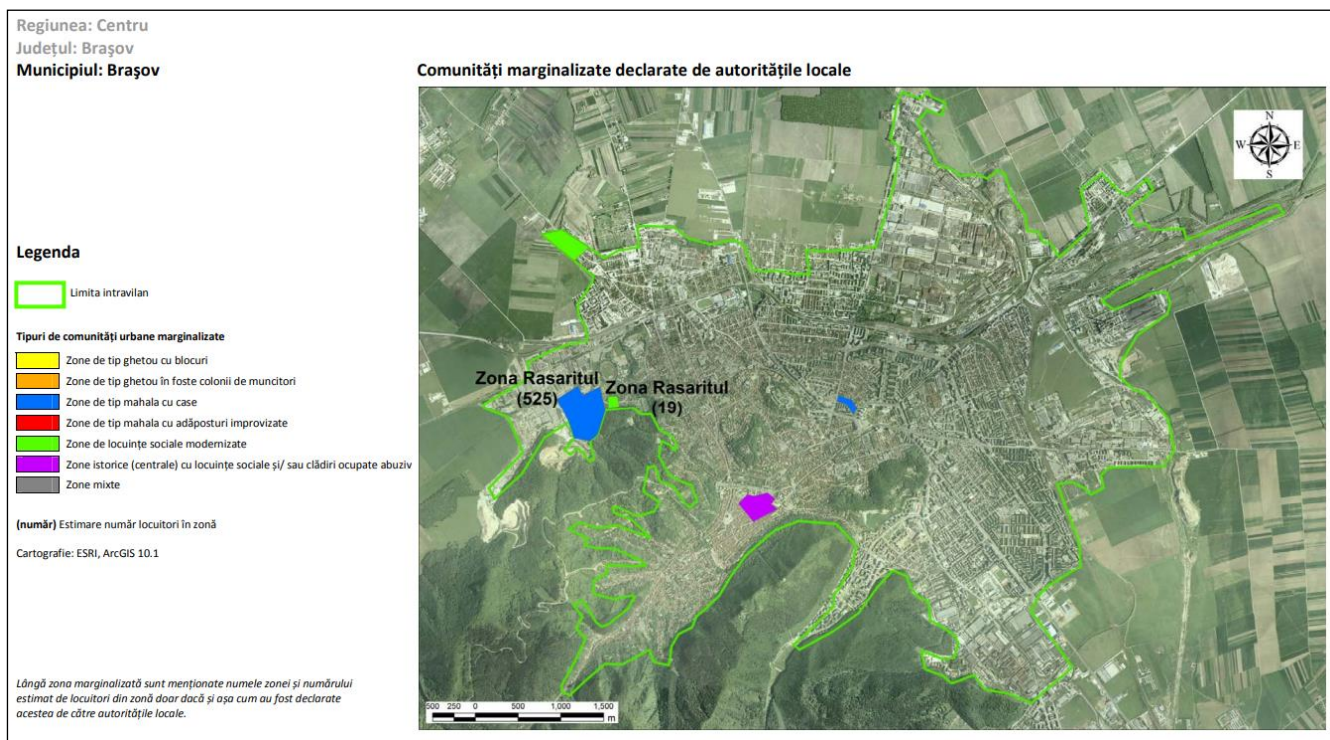 Regiunea: Centru
Județul: Brașov
Municipiul: Brașov
Comunități marginalizate declarate de autoritățile locale
N
W E
S
Legenda
Limita intravilan
Tipuri de comunități urbane marginalizate
Zone de tip ghetou cu blocuri
Zone de tip ghetou în foste colonii de muncitori
Zone de tip mahala cu case
Zone de tip mahala cu adăposturi improvizate
Zone de locuințe sociale modernizate
Zone istorice (centrale) cu locuințe sociale și/ sau clădiri ocupate abuziv
Zone mixte
(număr) Estimare număr locuitori în zonă
Cartografie: ESRI, ArcGIS 10.1
Zona Rasaritul
(525)
Zona Rasaritul
(19)
Lângă zona marginalizată sunt menționate numele zonei și numărului
estimat de locuitori din zonă doar dacă și așa cum au fost declarate
acestea de către autoritățile locale.
500 250 0 500 1,000 1,500
m